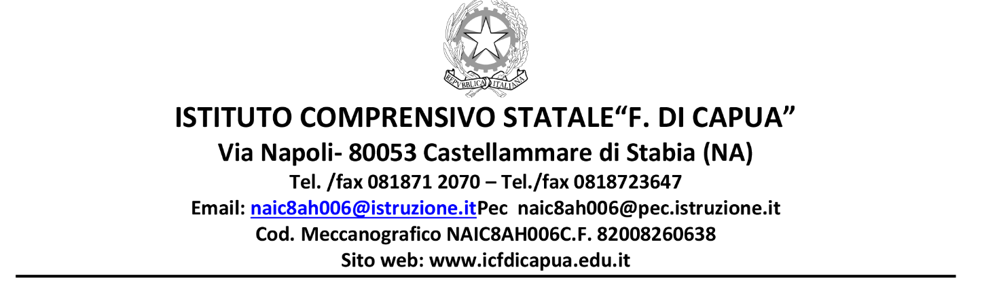 REPVBBLICA ITALIANA
ISTITUTO COMPRENSIVO STATALE“F. DI CAPUA”
Via Napoli- 80053 Castellammare di Stabia (NA)
Tel. /fax 081871 2070 – Tel./fax 0818723647
Email: naic8ah006@istruzione.itPec naic8ah006@pec.istruzione.it
Cod. Meccanografico NAIC8AH006C.F. 82008260638
Sito web: www.icfdicapua.edu.it